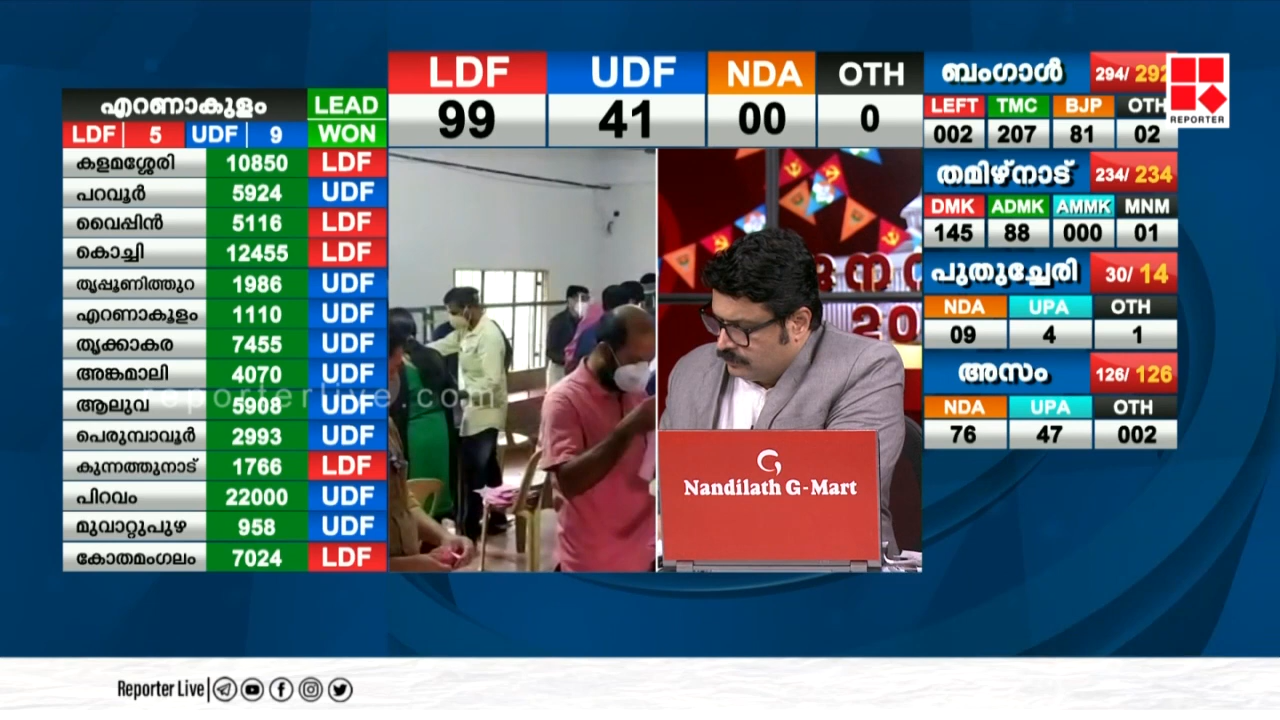 LDF UDF NDA OTH
99 41 00 0
എറണാകുളം LEAD
LDF 5 UDF 9 WON
കളമശ്ശേരി 10850 LDF
പറവൂർ 5924 UDF
വൈപ്പിൻ 5116 LDF
കൊച്ചി 12455 LDF
തൃപ്പൂണിത്തുറ 1986 UDF
എറണാകുളം 1110 UDF
തൃക്കാകര 7455 UDF
അങ്കമാലി 4070 UDF
ആലുവ 5908 UDF
പെരുമ്പാവൂർ 2993 UDF
കുന്നത്തുനാട് 1766 LDF
പിറവം 22000 UDF
മുവാറ്റുപുഴ 958 UDF
കോതമംഗലം 7024 LDF
reporterlive.com
Nandilath G-Mart
ബംഗാൾ 294/ 292
LEFT TMC BJP OTH
002 207 81 02
തമിഴ്നാട് 234/ 234
DMK ADMK AMMK MNM
145 88 000 01
പുതുച്ചേരി 30/ 14
NDA UPA OTH
09 4 1
അസം 126/ 126
NDA UPA OTH
76 47 002
REPORTER
Reporter Live